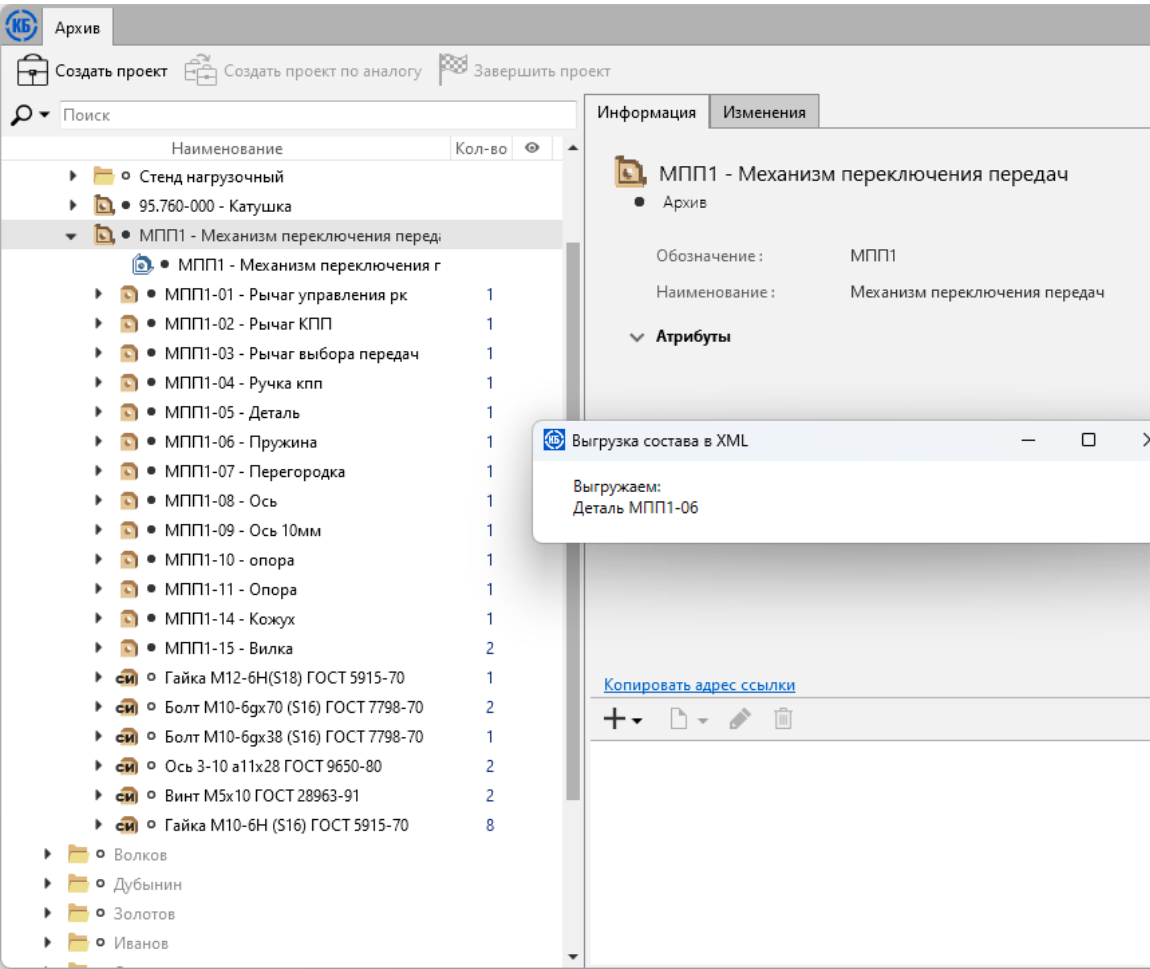 КБ Архив
Создать проект Создать проект по аналогу Завершить проект
Поиск
Наименование Кол-во
Стенд нагрузочный
95.760-000 - Катушка
МПП1 - Механизм переключения перед
МПП1 - Механизм переключения г
МПП1-01 - Рычаг управления рк 1
МПП1-02 - Рычаг КПП 1
МПП1-03 - Рычаг выбора передач 1
МПП1-04 - Ручка кпп 1
МПП1-05 - Деталь 1
МПП1-06 - Пружина 1
МПП1-07 - Перегородка 1
МПП1-08 - Ось 1
МПП1-09 - Ось 10мм 1
МПП1-10 - опора 1
МПП1-11 - Опора 1
МПП1-14 - Кожух 1
МПП1-15 - Вилка 2
СИ Гайка М12-6Н(S18) ГОСТ 5915-70 1
СИ Болт М10-6gx70 (S16) ГОСТ 7798-70 2
СИ Болт М10-6gx38 (S16) ГОСТ 7798-70 1
СИ Ось 3-10 a11x28 ГОСТ 9650-80 2
СИ Винт М5х10 ГОСТ 28963-91 2
СИ Гайка М10-6Н (S16) ГОСТ 5915-70 8
Волков
Дубынин
Золотов
Иванов
Информация Изменения
МПП1 - Механизм переключения передач
Архив
Обозначение : МПП1
Наименование : Механизм переключения передач
Атрибуты
КБ Выгрузка состава в XML
Выгружаем:
Деталь МПП1-06
Копировать адрес ссылки